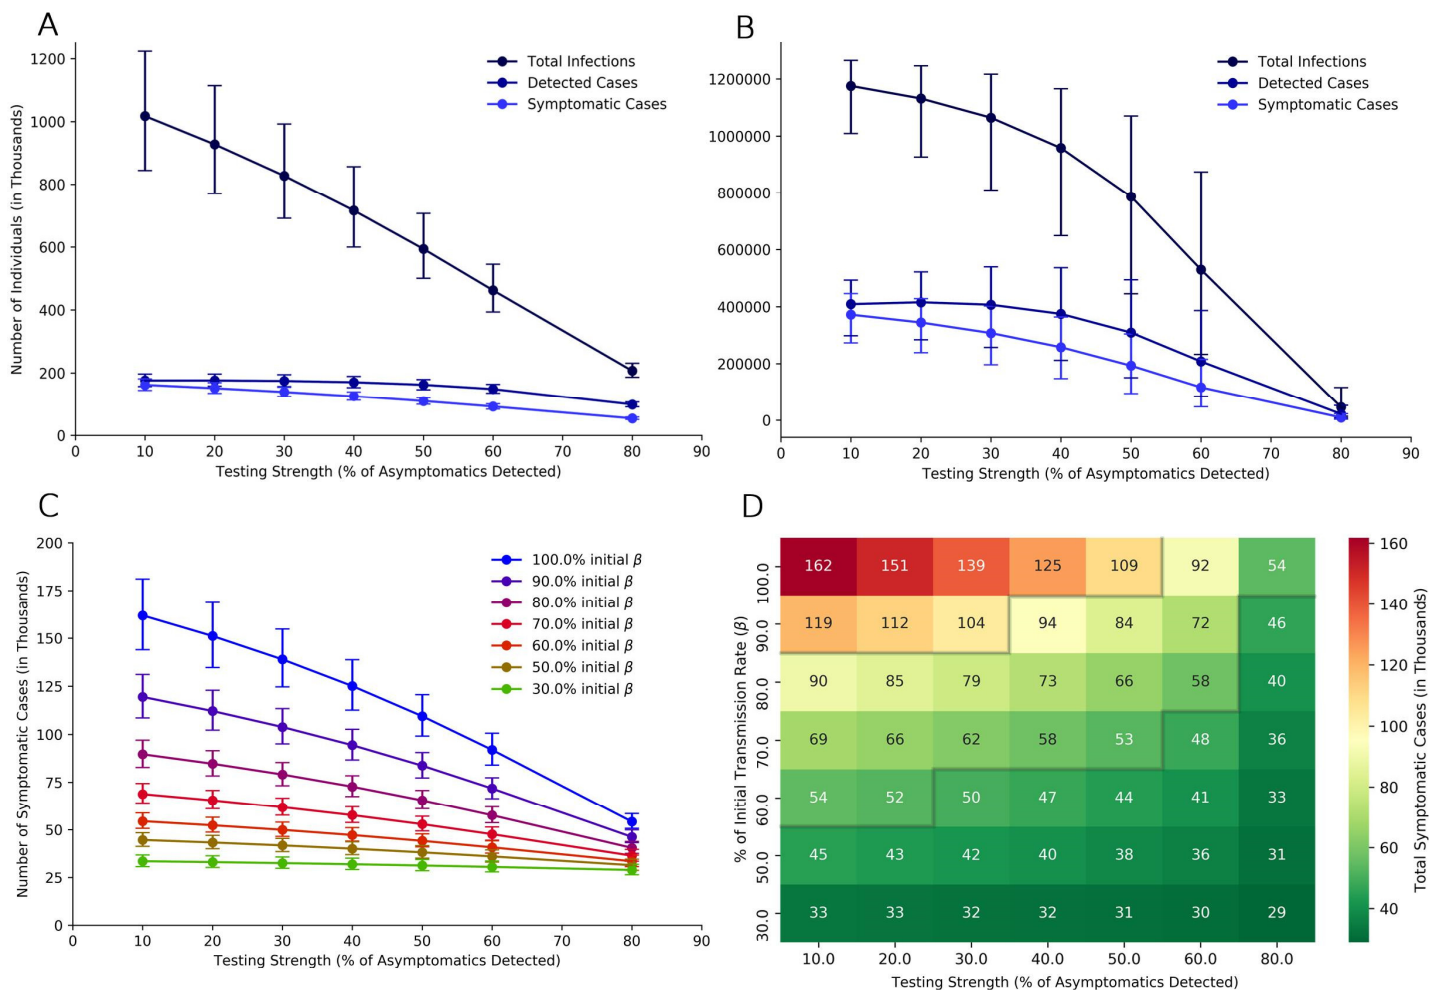 A
Number of Individuals (in Thousands)
1200
1000
800
600
400
200
0
0 10 20 30 40 50 60 70 80 90
Testing Strength (% of Asymptomatics Detected)
Total Infections
Detected Cases
Symptomatic Cases
B
1200000
1000000
800000
600000
400000
200000
0
0 10 20 30 40 50 60 70 80 90
Testing Strength (% of Asymptomatics Detected)
Total Infections
Detected Cases
Symptomatic Cases
C
Number of Symptomatic Cases (in Thousands)
200
175
150
125
100
75
50
25
0
0 10 20 30 40 50 60 70 80 90
Testing Strength (% of Asymptomatics Detected)
100.0% initial β
90.0% initial β
80.0% initial β
70.0% initial β
60.0% initial β
50.0% initial β
30.0% initial β
D
% of Initial Transmission Rate (β)
100.0 162 151 139 125 109 92 54
90.0 119 112 104 94 84 72 46
80.0 90 85 79 73 66 58 40
70.0 69 66 62 58 53 48 36
60.0 54 52 50 47 44 41 33
50.0 45 43 42 40 38 36 31
30.0 33 33 32 32 31 30 29
10.0 20.0 30.0 40.0 50.0 60.0 80.0
Testing Strength (% of Asymptomatics Detected)
160
140
120
100
80
60
40
Total Symptomatic Cases (in Thousands)